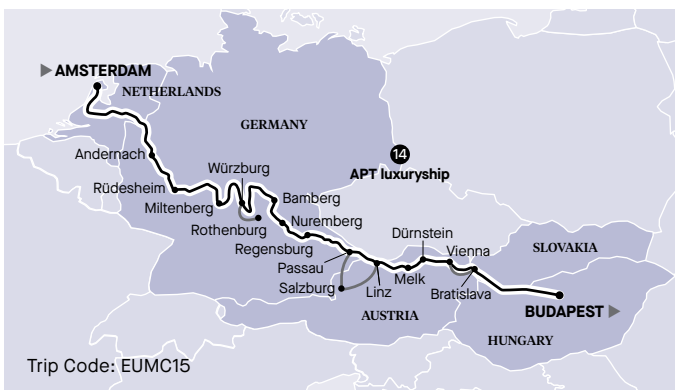 AMSTERDAM
NETHERLANDS
GERMANY
14
APT luxuryship
Andernach
Würzburg
Rüdesheim
Bamberg
Miltenberg
Rothenburg
Nuremberg
Regensburg
Dürnstein
Passau
Vienna
SLOVAKIA
Salzburg
Linz
Melk
Bratislava
AUSTRIA
BUDAPEST
HUNGARY
Trip Code: EUMC15